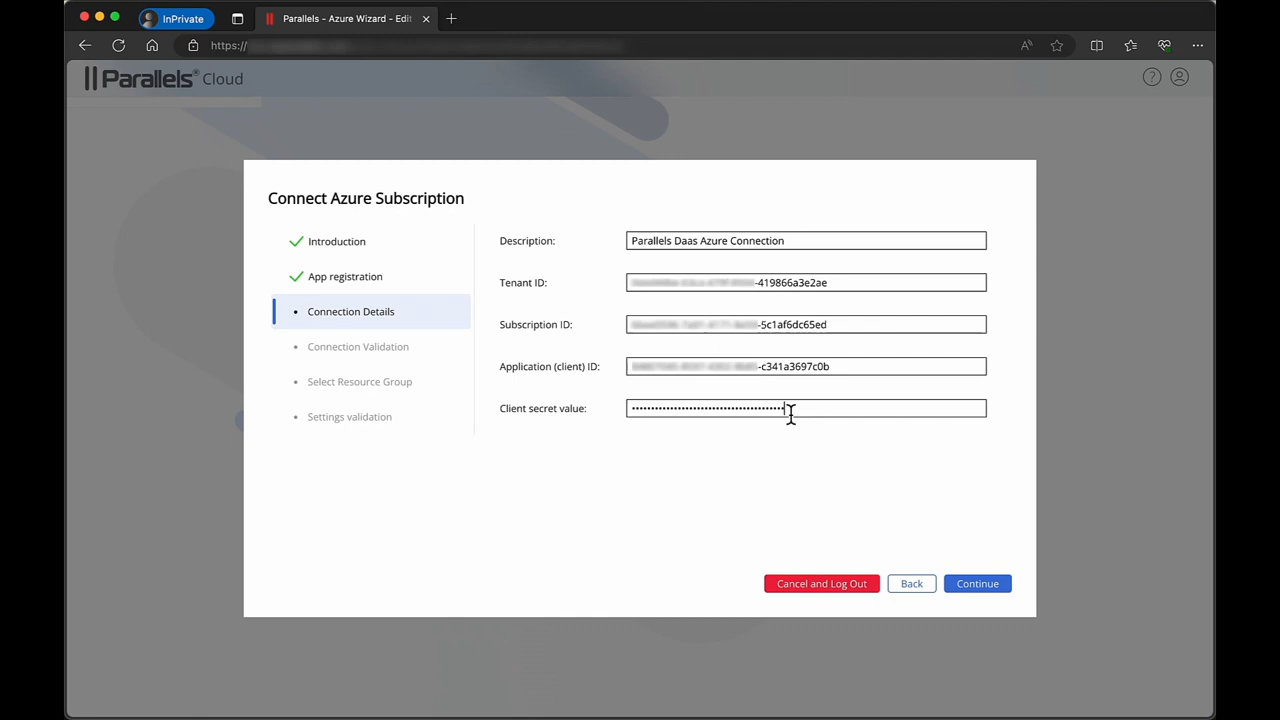 InPrivate
Parallels - Azure Wizard - Edit
https://
Parallels® Cloud
Connect Azure Subscription
Introduction
App registration
Connection Details
Connection Validation
Select Resource Group
Settings validation
Description: Parallels Daas Azure Connection
Tenant ID: -419866a3e2ae
Subscription ID: -5c1af6dc65ed
Application (client) ID: -c341a3697c0b
Client secret value:
Cancel and Log Out
Back
Continue